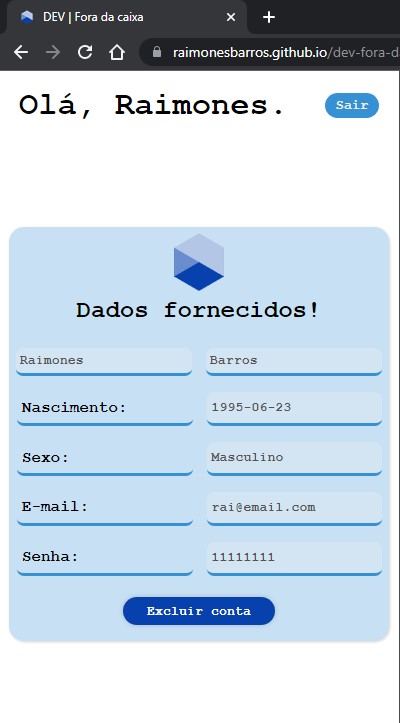 DEV | Fora da caixa
raimonesbarros.github.io/dev-fora-d
Olá, Raimones.
Sair
Dados fornecidos!
Raimones Barros
Nascimento: 1995-06-23
Sexo: Masculino
E-mail: rai@email.com
Senha: 11111111
Excluir conta